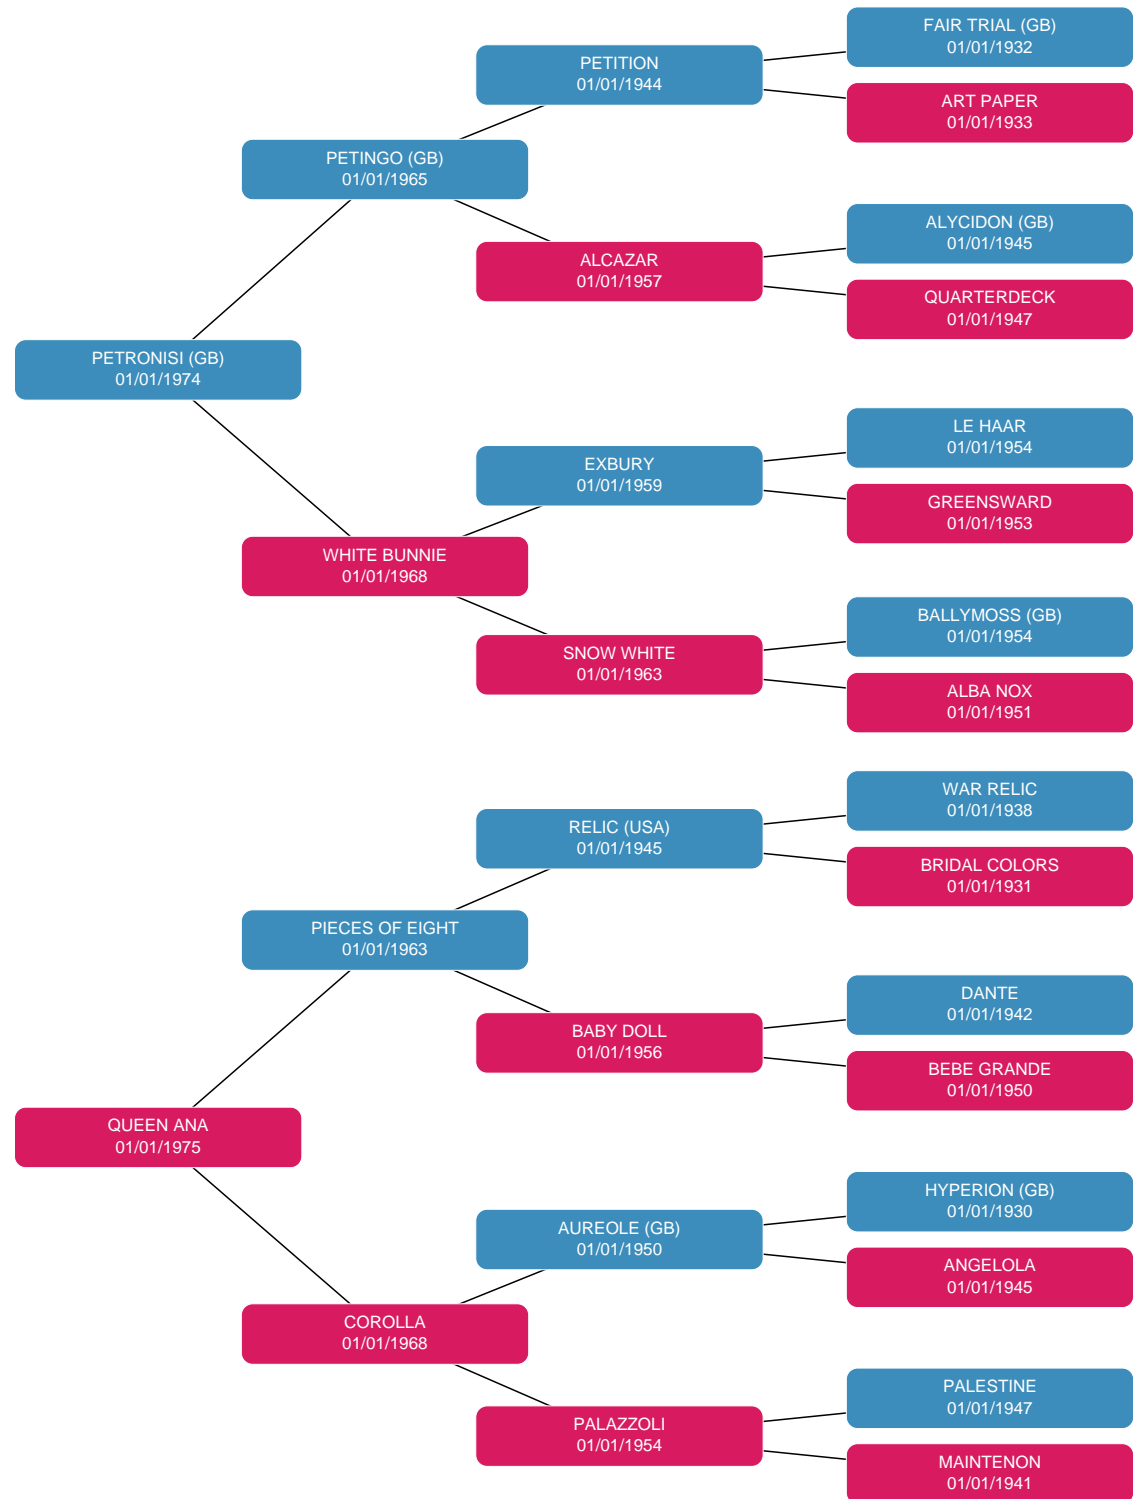 FAIR TRIAL (GB)
01/01/1932
PETITION
01/01/1944
ART PAPER
01/01/1933
PETINGO (GB)
01/01/1965
ALYCIDON (GB)
01/01/1945
ALCAZAR
01/01/1957
QUARTERDECK
01/01/1947
PETRONISI (GB)
01/01/1974
LE HAAR
01/01/1954
EXBURY
01/01/1959
GREENSWARD
01/01/1953
WHITE BUNNIE
01/01/1968
BALLYMOSS (GB)
01/01/1954
SNOW WHITE
01/01/1963
ALBA NOX
01/01/1951
WAR RELIC
01/01/1938
RELIC (USA)
01/01/1945
BRIDAL COLORS
01/01/1931
PIECES OF EIGHT
01/01/1963
DANTE
01/01/1942
BABY DOLL
01/01/1956
BEBE GRANDE
01/01/1950
QUEEN ANA
01/01/1975
HYPERION (GB)
01/01/1930
AUREOLE (GB)
01/01/1950
ANGELOLA
01/01/1945
COROLLA
01/01/1968
PALESTINE
01/01/1947
PALAZZOLI
01/01/1954
MAINTENON
01/01/1941